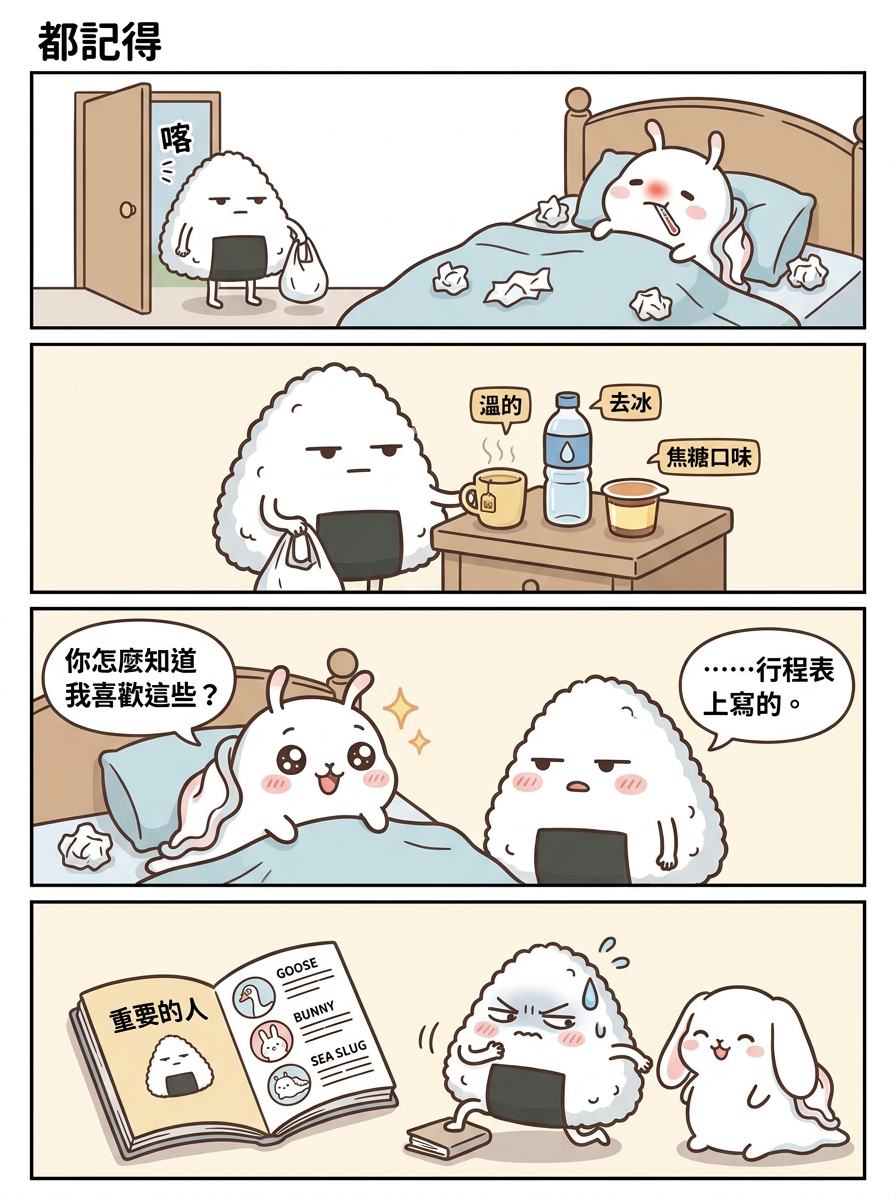 都記得
喀
溫的
去冰
焦糖口味
你怎麼知道
我喜歡這些？
……行程表
上寫的。
重要的人
GOOSE
BUNNY
SEA SLUG